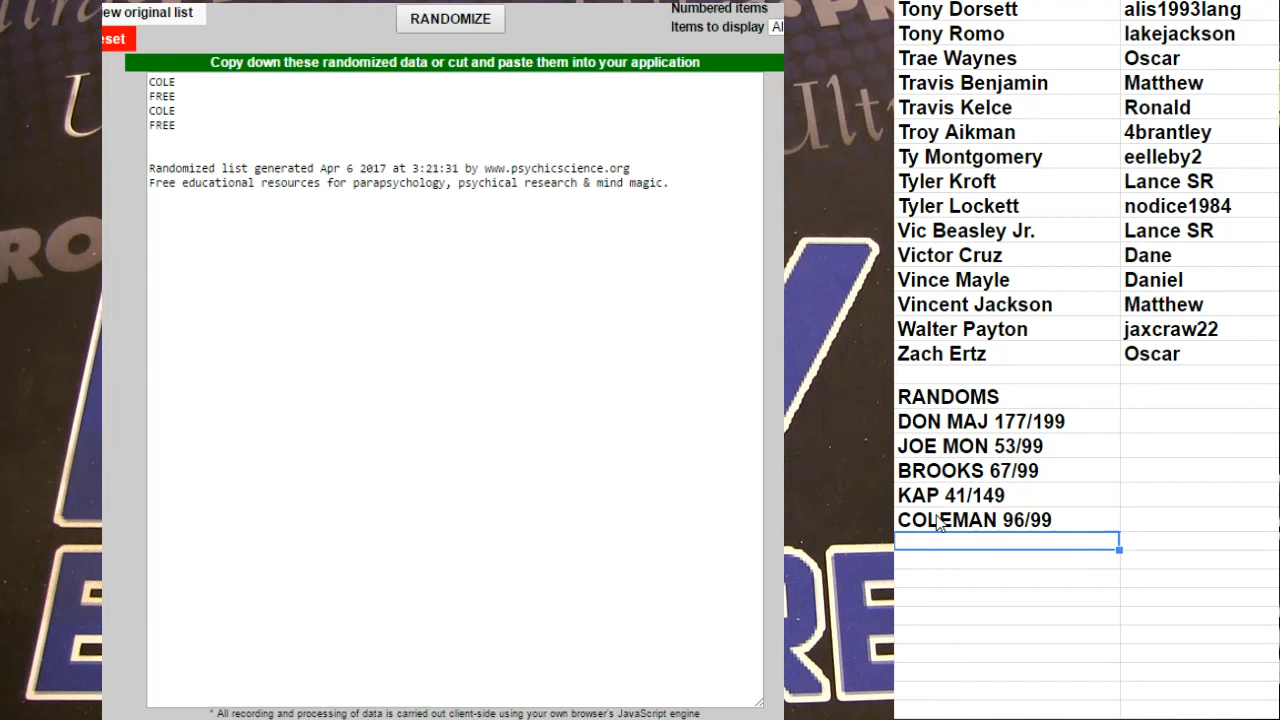 ew original list
RANDOMIZE
Numbered items
Items to display Al
set
Copy down these randomized data or cut and paste them into your application
COLE
FREE
COLE
FREE
Randomized list generated Apr 6 2017 at 3:21:31 by www.psychicscience.org
Free educational resources for parapsychology, psychical research & mind magic.
* All recording and processing of data is carried out client-side using your own browser's JavaScript engine
Tony Dorsett alis1993lang
Tony Romo lakejackson
Trae Waynes Oscar
Travis Benjamin Matthew
Travis Kelce Ronald
Troy Aikman 4brantley
Ty Montgomery eelleby2
Tyler Kroft Lance SR
Tyler Lockett nodice1984
Vic Beasley Jr. Lance SR
Victor Cruz Dane
Vince Mayle Daniel
Vincent Jackson Matthew
Walter Payton jaxcraw22
Zach Ertz Oscar
RANDOMS
DON MAJ 177/199
JOE MON 53/99
BROOKS 67/99
KAP 41/149
COLEMAN 96/99